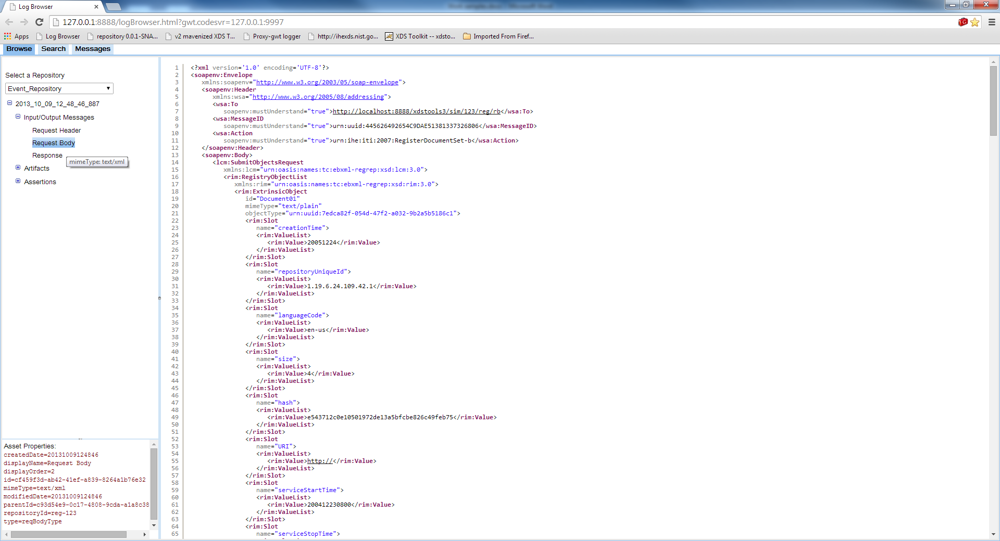 Log Browser
127.0.0.1:8888/logBrowser.html?gwt.codesvr=127.0.0.1:9997
Apps Log Browser repository 0.0.1-SNA... v2 mavenized XDS T... Proxy-gwt logger http://ihexds.nist.go... XDS Toolkit -- xdsto... Imported From Firef...
Browse Search Messages
Select a Repository
Event_Repository
2013_10_09_12_48_46_887
Input/Output Messages
Request Header
Request Body
Response
mimeType: text/xml
Artifacts
Assertions
Asset Properties:
createdDate=20131009124846
displayName=Request Body
displayOrder=2
id=cf459f3d-ab42-41ef-a839-8264a1b76e32
mimeType=text/xml
modifiedDate=20131009124846
parentId=c93d54e9-0c17-4808-9cda-a1a8c38
repositoryId=reg-123
type=reqBodyType
1 <?xml version='1.0' encoding='UTF-8'?>
2 <soapenv:Envelope
3 xmlns:soapenv="http://www.w3.org/2003/05/soap-envelope">
4 <soapenv:Header
5 xmlns:wsa="http://www.w3.org/2005/08/addressing">
6 <wsa:To
7 soapenv:mustUnderstand="true">http://localhost:8888/xdstools3/sim/123/reg/rb</wsa:To>
8 <wsa:MessageID
9 soapenv:mustUnderstand="true">urn:uuid:445626492654C9DAE51381337326806</wsa:MessageID>
10 <wsa:Action
11 soapenv:mustUnderstand="true">urn:ihe:iti:2007:RegisterDocumentSet-b</wsa:Action>
12 </soapenv:Header>
13 <soapenv:Body>
14 <lcm:SubmitObjectsRequest
15 xmlns:lcm="urn:oasis:names:tc:ebxml-regrep:xsd:lcm:3.0">
16 <rim:RegistryObjectList
17 xmlns:rim="urn:oasis:names:tc:ebxml-regrep:xsd:rim:3.0">
18 <rim:ExtrinsicObject
19 id="Document01"
20 mimeType="text/plain"
21 objectType="urn:uuid:7edca82f-054d-47f2-a032-9b2a5b5186c1">
22 <rim:Slot
23 name="creationTime">
24 <rim:ValueList>
25 <rim:Value>20051224</rim:Value>
26 </rim:ValueList>
27 </rim:Slot>
28 <rim:Slot
29 name="repositoryUniqueId">
30 <rim:ValueList>
31 <rim:Value>1.19.6.24.109.42.1</rim:Value>
32 </rim:ValueList>
33 </rim:Slot>
34 <rim:Slot
35 name="languageCode">
36 <rim:ValueList>
37 <rim:Value>en-us</rim:Value>
38 </rim:ValueList>
39 </rim:Slot>
40 <rim:Slot
41 name="size">
42 <rim:ValueList>
43 <rim:Value>4</rim:Value>
44 </rim:ValueList>
45 </rim:Slot>
46 <rim:Slot
47 name="hash">
48 <rim:ValueList>
49 <rim:Value>e543712c0e10501972de13a5bfcbe826c49feb75</rim:Value>
50 </rim:ValueList>
51 </rim:Slot>
52 <rim:Slot
53 name="URI">
54 <rim:ValueList>
55 <rim:Value>http://</rim:Value>
56 </rim:ValueList>
57 </rim:Slot>
58 <rim:Slot
59 name="serviceStartTime">
60 <rim:ValueList>
61 <rim:Value>200412230800</rim:Value>
62 </rim:ValueList>
63 </rim:Slot>
64 <rim:Slot
65 name="serviceStopTime">